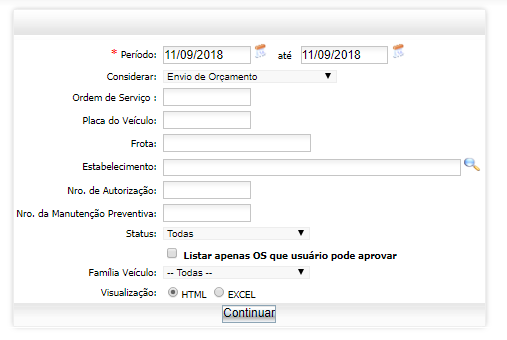 * Período: 11/09/2018 até 11/09/2018
Considerar: Envio de Orçamento
Ordem de Serviço :
Placa do Veículo:
Frota:
Estabelecimento:
Nro. de Autorização:
Nro. da Manutenção Preventiva:
Status: Todas
Listar apenas OS que usuário pode aprovar
Família Veículo: -- Todas --
Visualização: HTML EXCEL
Continuar